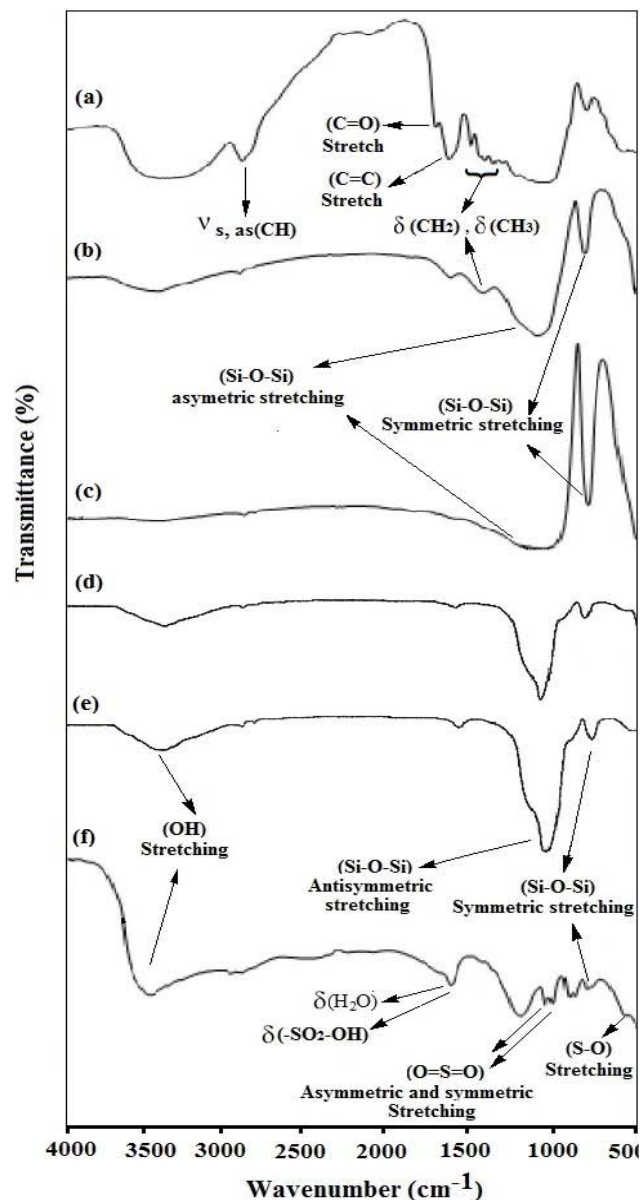 (a)
(C=O)
Stretch
(C=C)
Stretch
ν s, as(CH)
δ (CH2) , δ (CH3)
(b)
(Si-O-Si)
asymetric stretching
(Si-O-Si)
Symmetric stretching
(c)
(d)
(e)
(OH)
Stretching
(Si-O-Si)
Antisymmetric
stretching
(Si-O-Si)
Symmetric stretching
(f)
δ(H2O)
δ(-SO2-OH)
(O=S=O)
Asymmetric and symmetric
Stretching
(S-O)
Stretching
Transmittance (%)
4000 3500 3000 2500 2000 1500 1000 500
Wavenumber (cm-1)